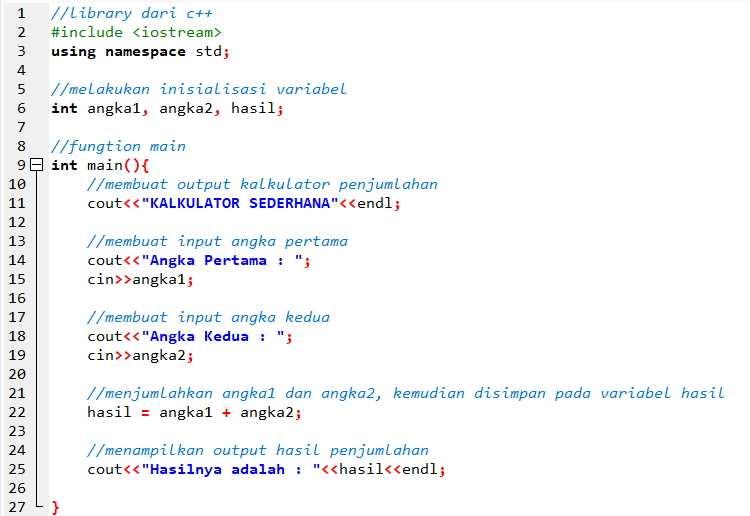 1 //library dari c++
2 #include <iostream>
3 using namespace std;
4
5 //melakukan inisialisasi variabel
6 int angka1, angka2, hasil;
7
8 //fungtion main
9 int main(){
10 //membuat output kalkulator penjumlahan
11 cout<<"KALKULATOR SEDERHANA"<<endl;
12
13 //membuat input angka pertama
14 cout<<"Angka Pertama : ";
15 cin>>angka1;
16
17 //membuat input angka kedua
18 cout<<"Angka Kedua : ";
19 cin>>angka2;
20
21 //menjumlahkan angka1 dan angka2, kemudian disimpan pada variabel hasil
22 hasil = angka1 + angka2;
23
24 //menampilkan output hasil penjumlahan
25 cout<<"Hasilnya adalah : "<<hasil<<endl;
26
27 }